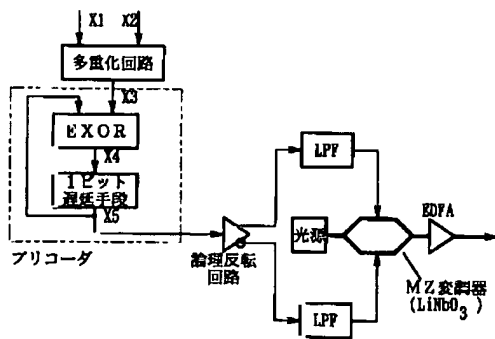 X1 X2
多重化回路
X3
EXOR
X4
1ビット
遅延手段
X5
プリコーダ
論理反転
回路
LPF
光源
LPF
EDFA
MZ変調器
(LiNbO3)